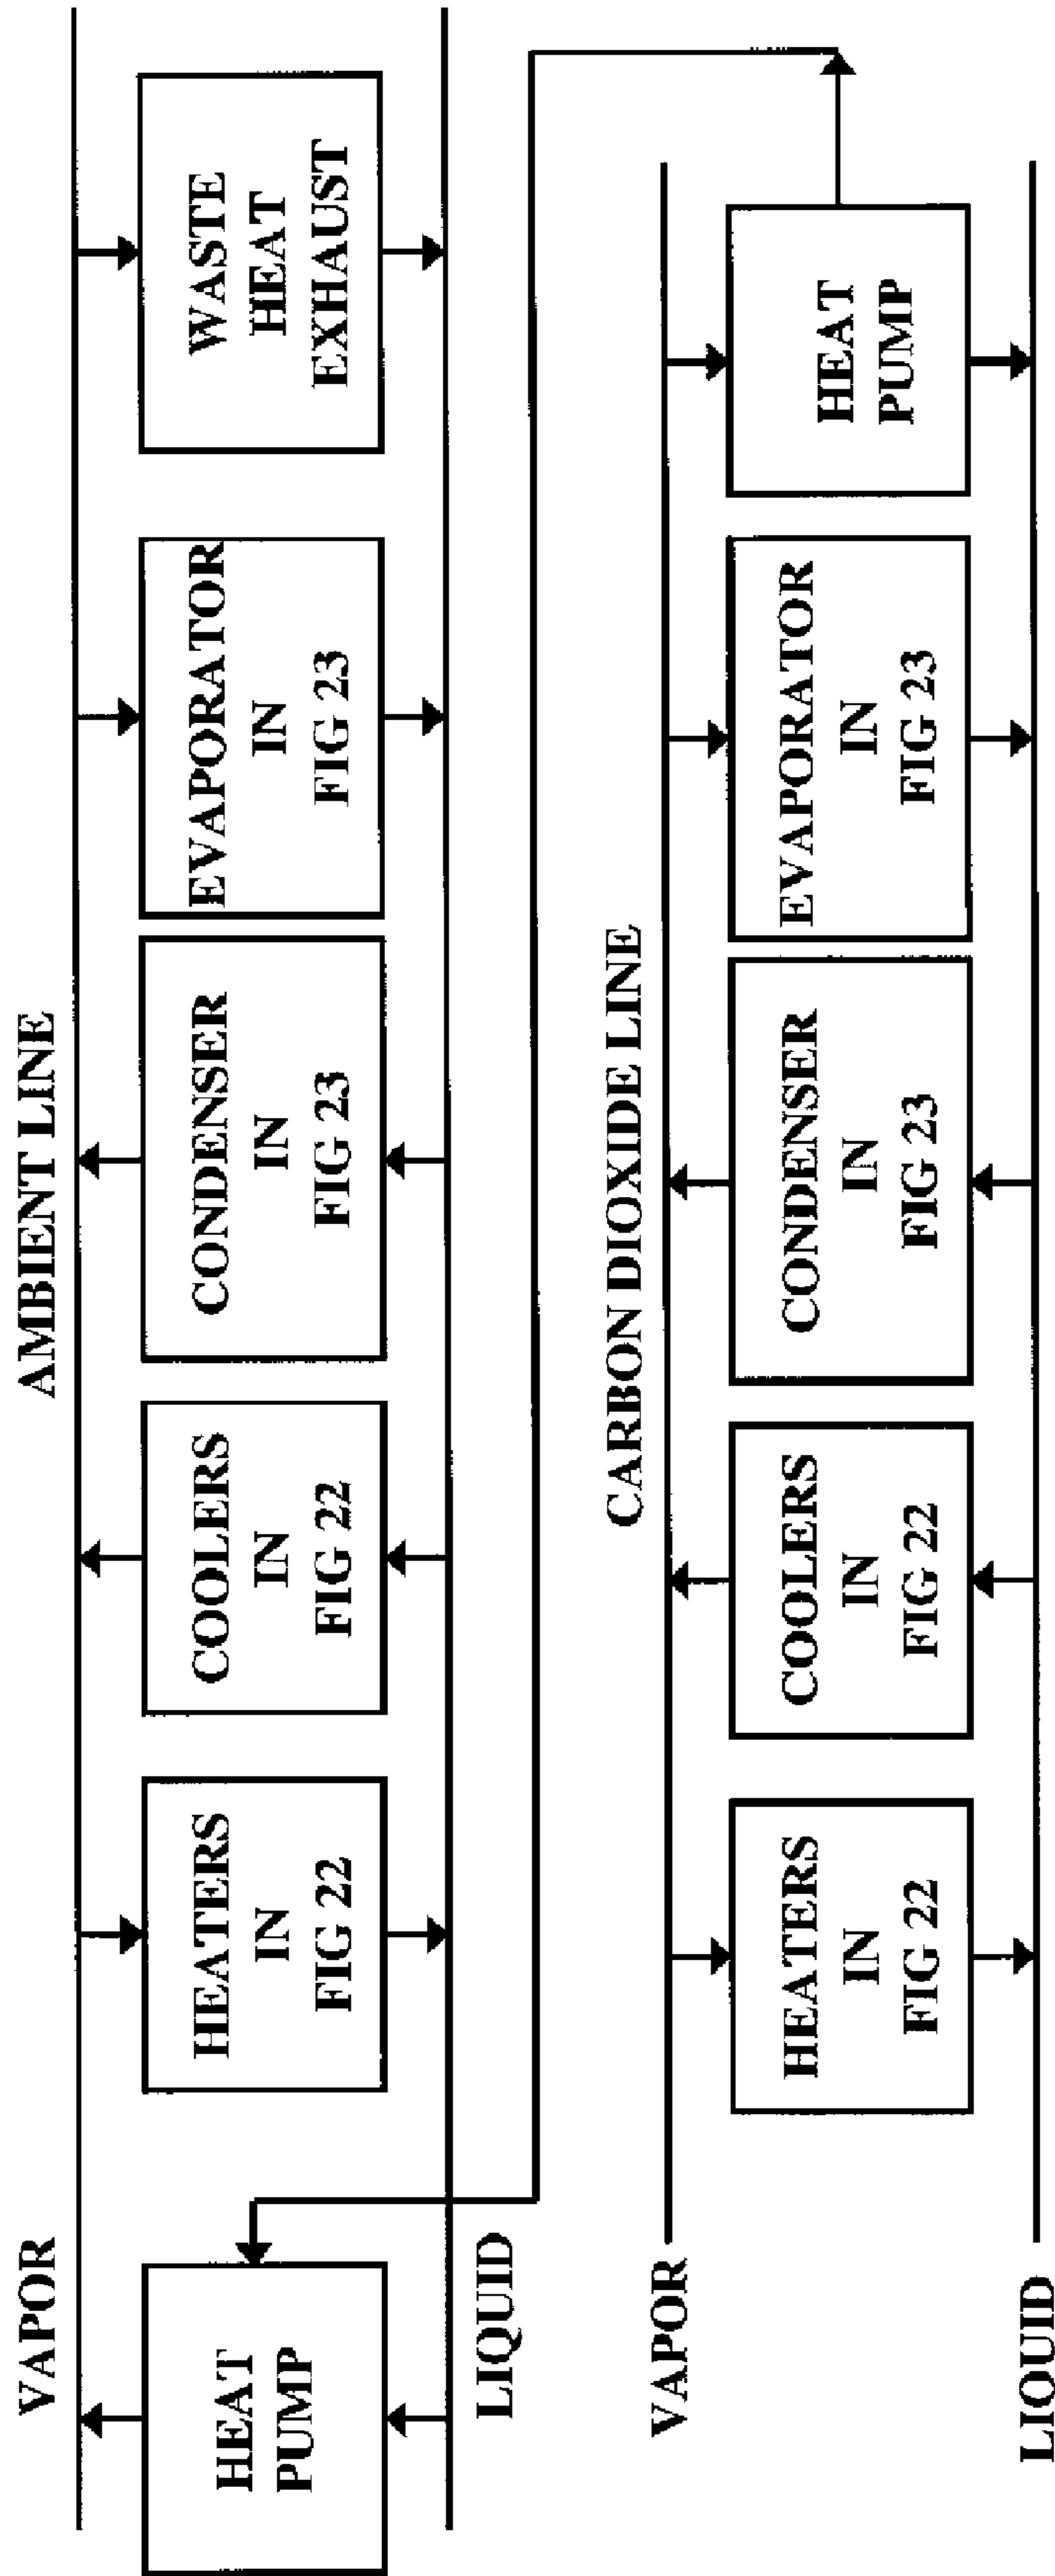 VAPOR
AMBIENT LINE
HEAT
PUMP
HEATERS
IN
FIG 22
COOLERS
IN
FIG 22
CONDENSER
IN
FIG 23
EVAPORATOR
IN
FIG 23
WASTE
HEAT
EXHAUST
LIQUID
CARBON DIOXIDE LINE
VAPOR
HEATERS
IN
FIG 22
COOLERS
IN
FIG 22
CONDENSER
IN
FIG 23
EVAPORATOR
IN
FIG 23
HEAT
PUMP
LIQUID